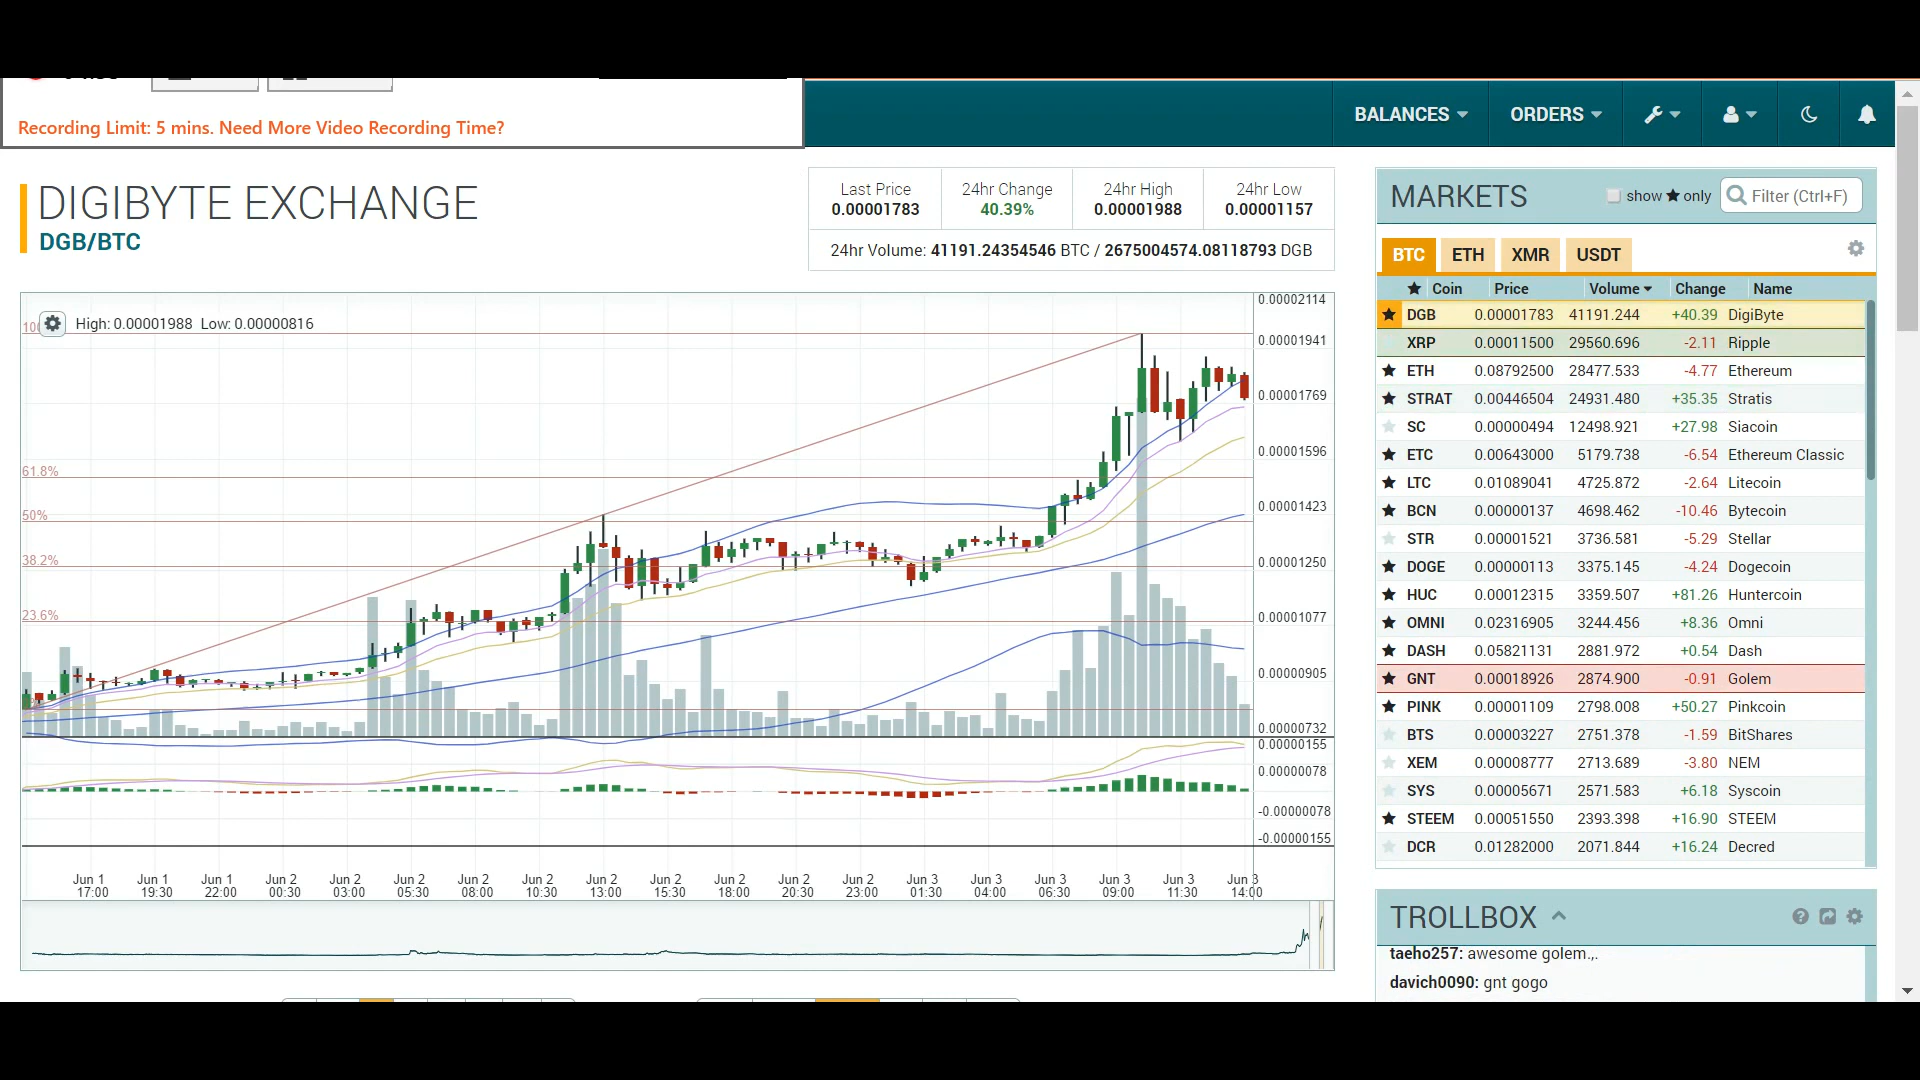 Recording Limit: 5 mins. Need More Video Recording Time?
BALANCES
ORDERS
DIGIBYTE EXCHANGE
DGB/BTC
Last Price
0.00001783
24hr Change
40.39%
24hr High
0.00001988
24hr Low
0.00001157
24hr Volume: 41191.24354546 BTC / 2675004574.08118793 DGB
High: 0.00001988 Low: 0.00000816
61.8%
50%
38.2%
23.6%
0.00002114
0.00001941
0.00001769
0.00001596
0.00001423
0.00001250
0.00001077
0.00000905
0.00000732
0.00000155
0.00000078
-0.00000078
-0.00000155
Jun 1 17:00
Jun 1 19:30
Jun 1 22:00
Jun 2 00:30
Jun 2 03:00
Jun 2 05:30
Jun 2 08:00
Jun 2 10:30
Jun 2 13:00
Jun 2 15:30
Jun 2 18:00
Jun 2 20:30
Jun 2 23:00
Jun 3 01:30
Jun 3 04:00
Jun 3 06:30
Jun 3 09:00
Jun 3 11:30
Jun 3 14:00
MARKETS
show ★ only
Filter (Ctrl+F)
BTC ETH XMR USDT
★ Coin Price Volume Change Name
DGB 0.00001783 41191.244 +40.39 DigiByte
XRP 0.00011500 29560.696 -2.11 Ripple
ETH 0.08792500 28477.533 -4.77 Ethereum
STRAT 0.00446504 24931.480 +35.35 Stratis
SC 0.00000494 12498.921 +27.98 Siacoin
ETC 0.00643000 5179.738 -6.54 Ethereum Classic
LTC 0.01089041 4725.872 -2.64 Litecoin
BCN 0.00000137 4698.462 -10.46 Bytecoin
STR 0.00001521 3736.581 -5.29 Stellar
DOGE 0.00000113 3375.145 -4.24 Dogecoin
HUC 0.00012315 3359.507 +81.26 Huntercoin
OMNI 0.02316905 3244.456 +8.36 Omni
DASH 0.05821131 2881.972 +0.54 Dash
GNT 0.00018926 2874.900 -0.91 Golem
PINK 0.00001109 2798.008 +50.27 Pinkcoin
BTS 0.00003227 2751.378 -1.59 BitShares
XEM 0.00008777 2713.689 -3.80 NEM
SYS 0.00005671 2571.583 +6.18 Syscoin
STEEM 0.00051550 2393.398 +16.90 STEEM
DCR 0.01282000 2071.844 +16.24 Decred
TROLLBOX
taeho257: awesome golem.,.
davich0090: gnt gogo